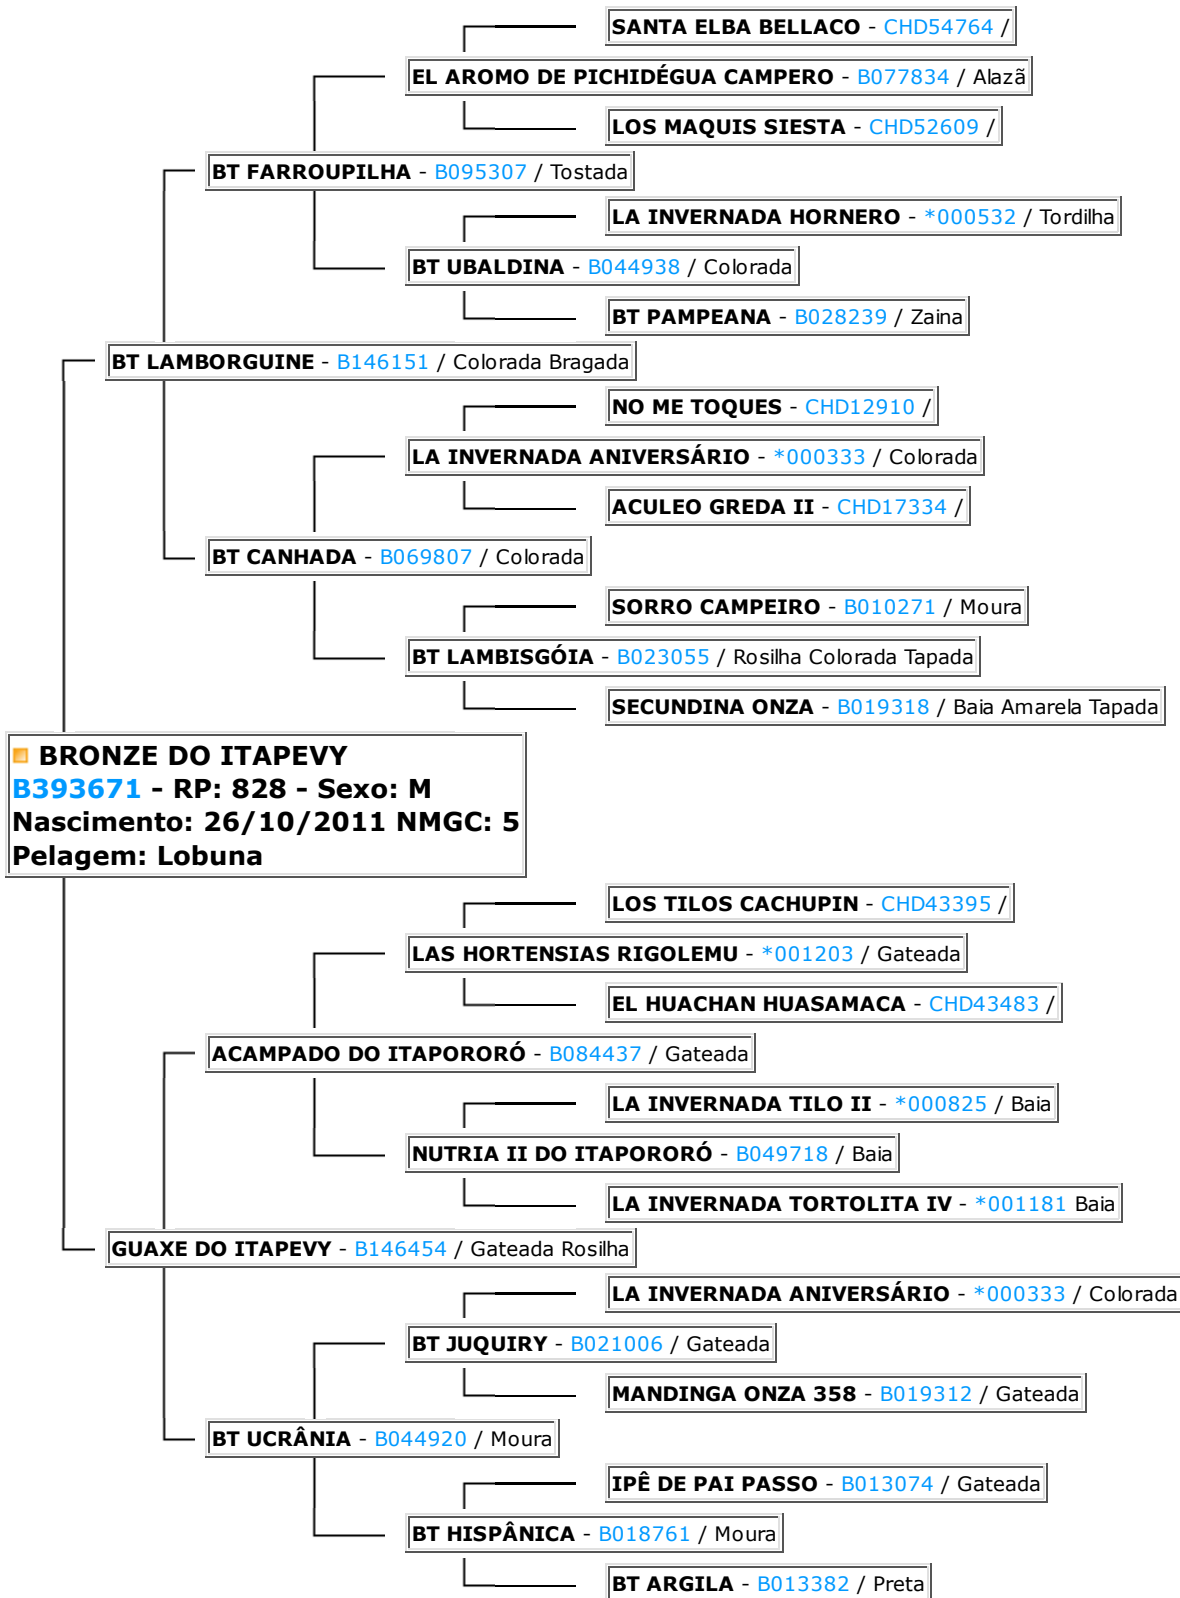 SANTA ELBA BELLACO - CHD54764 /
EL AROMO DE PICHIDÉGUA CAMPERO - B077834 / Alazã
LOS MAQUIS SIESTA - CHD52609 /
BT FARROUPILHA - B095307 / Tostada
LA INVERNADA HORNERO - *000532 / Tordilha
BT UBALDINA - B044938 / Colorada
BT PAMPEANA - B028239 / Zaina
BT LAMBORGUINE - B146151 / Colorada Bragada
NO ME TOQUES - CHD12910 /
LA INVERNADA ANIVERSÁRIO - *000333 / Colorada
ACULEO GREDA II - CHD17334 /
BT CANHADA - B069807 / Colorada
SORRO CAMPEIRO - B010271 / Moura
BT LAMBISGÓIA - B023055 / Rosilha Colorada Tapada
SECUNDINA ONZA - B019318 / Baia Amarela Tapada
BRONZE DO ITAPEVY
B393671 - RP: 828 - Sexo: M
Nascimento: 26/10/2011 NMGC: 5
Pelagem: Lobuna
LOS TILOS CACHUPIN - CHD43395 /
LAS HORTENSIAS RIGOLEMU - *001203 / Gateada
EL HUACHAN HUASAMACA - CHD43483 /
ACAMPADO DO ITAPORORÓ - B084437 / Gateada
LA INVERNADA TILO II - *000825 / Baia
NUTRIA II DO ITAPORORÓ - B049718 / Baia
LA INVERNADA TORTOLITA IV - *001181 Baia
GUAXE DO ITAPEVY - B146454 / Gateada Rosilha
LA INVERNADA ANIVERSÁRIO - *000333 / Colorada
BT JUQUIRY - B021006 / Gateada
MANDINGA ONZA 358 - B019312 / Gateada
BT UCRÂNIA - B044920 / Moura
IPÊ DE PAI PASSO - B013074 / Gateada
BT HISPÂNICA - B018761 / Moura
BT ARGILA - B013382 / Preta